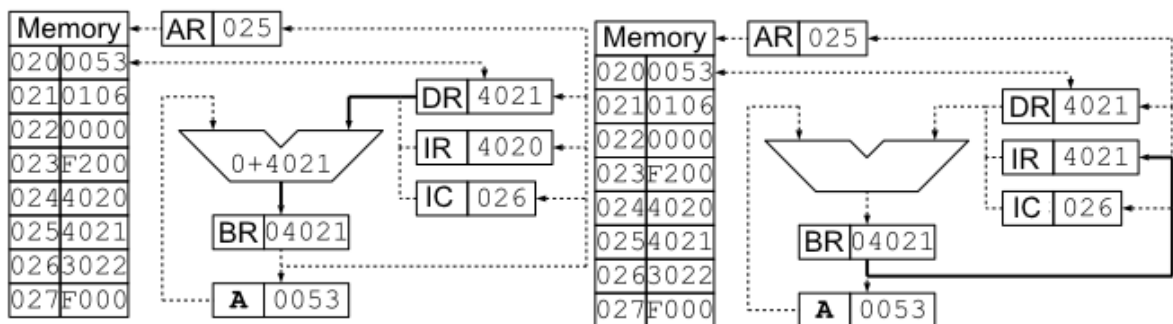 Memory
AR 025
020 0053
021 0106
022 0000
023 F200
024 4020
025 4021
026 3022
027 F000
DR 4021
IR 4020
IC 026
0+4021
BR 04021
A 0053
Memory
AR 025
020 0053
021 0106
022 0000
023 F200
024 4020
025 4021
026 3022
027 F000
DR 4021
IR 4021
IC 026
BR 04021
A 0053